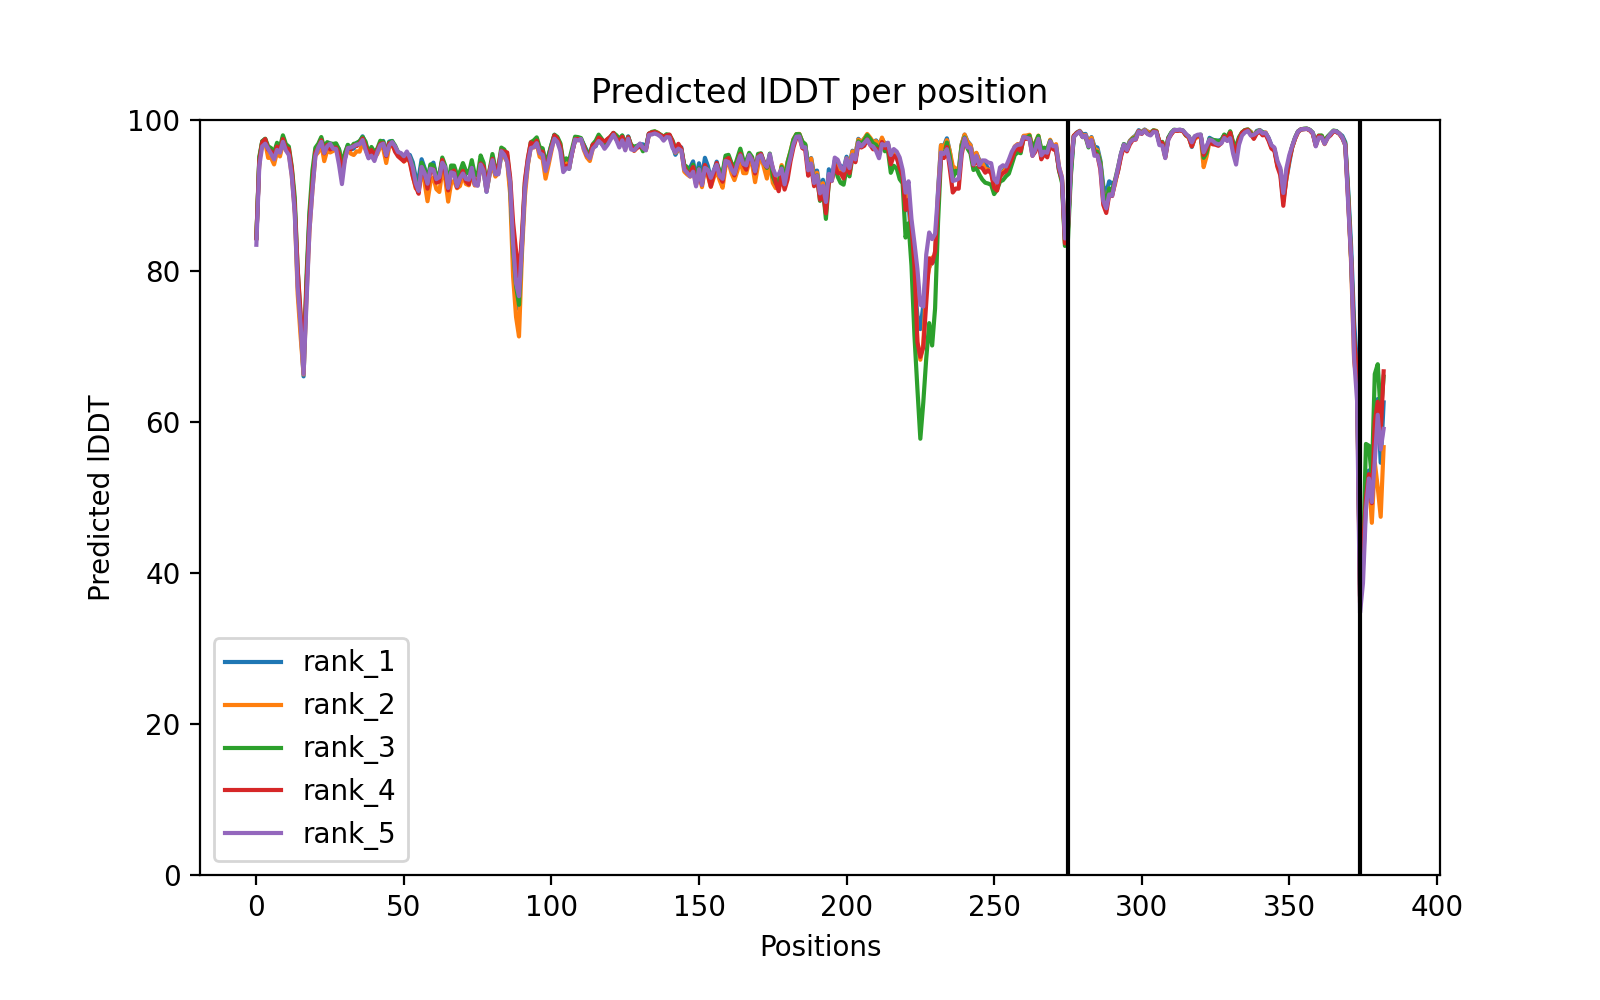 Predicted lDDT per position
Predicted lDDT
100
80
60
40
20
0
rank_1
rank_2
rank_3
rank_4
rank_5
0 50 100 150 200 250 300 350 400
Positions